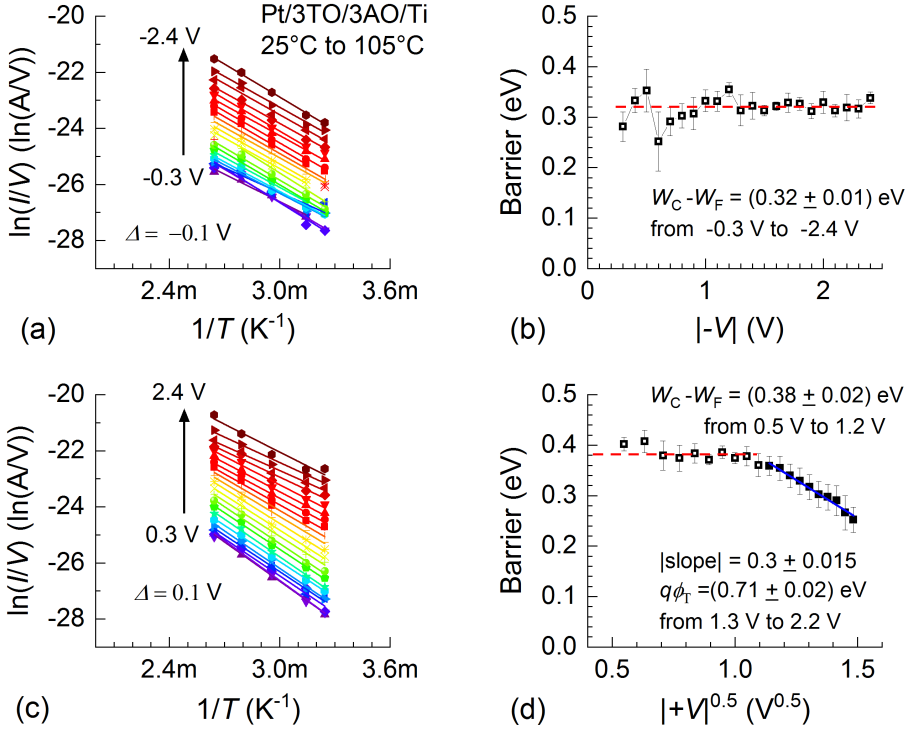 Pt/3TO/3AO/Ti
25°C to 105°C
-2.4 V
-0.3 V
Δ = −0.1 V
-20
-22
-24
-26
-28
ln(I/V) (ln(A/V))
2.4m 3.0m 3.6m
1/T (K⁻¹)
(a)
0.5
0.4
0.3
0.2
0.1
0.0
Barrier (eV)
W_C - W_F = (0.32 ± 0.01) eV
from -0.3 V to -2.4 V
0 1 2
|-V| (V)
(b)
2.4 V
0.3 V
Δ = 0.1 V
-20
-22
-24
-26
-28
ln(I/V) (ln(A/V))
2.4m 3.0m 3.6m
1/T (K⁻¹)
(c)
W_C - W_F = (0.38 ± 0.02) eV
from 0.5 V to 1.2 V
0.5
0.4
0.3
0.2
0.1
0.0
Barrier (eV)
|slope| = 0.3 ± 0.015
qϕ_T =(0.71 ± 0.02) eV
from 1.3 V to 2.2 V
0.5 1.0 1.5
|+V|^0.5 (V^0.5)
(d)